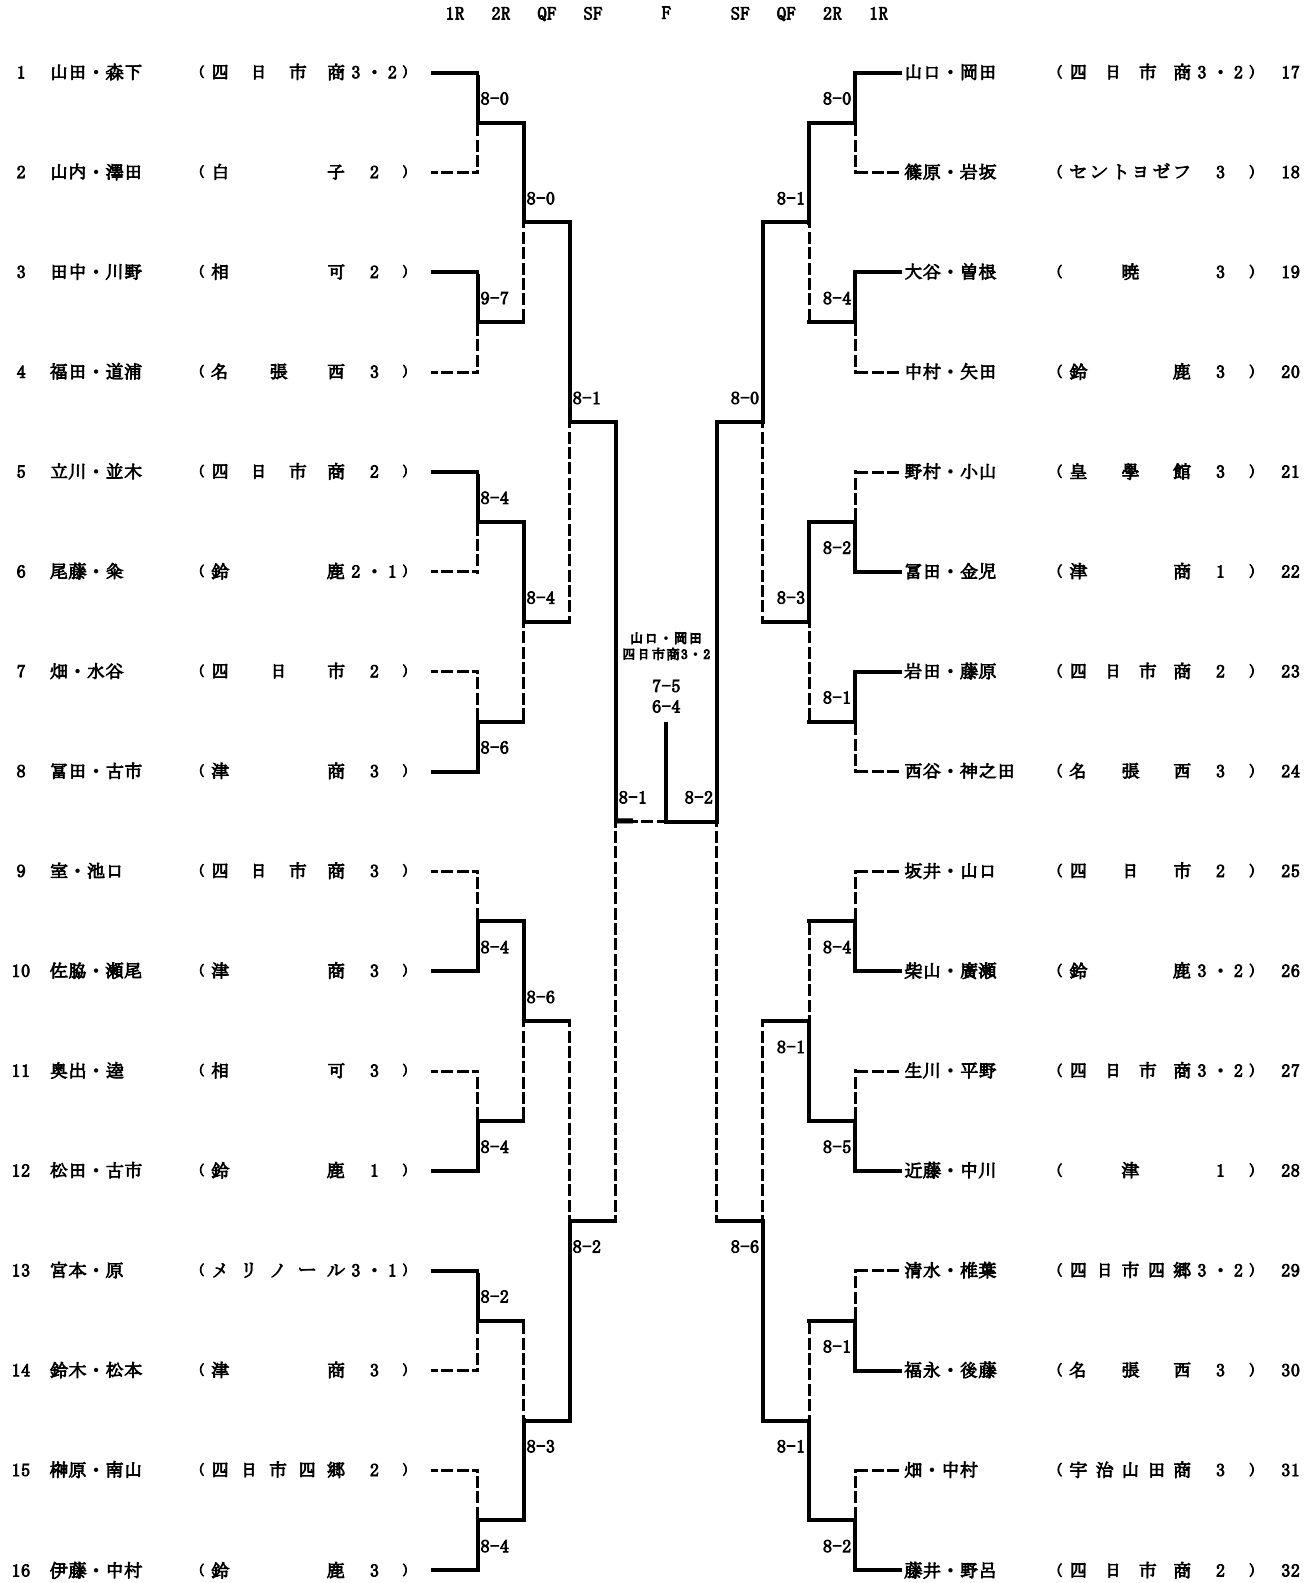 1R 2R QF SF F SF QF 2R 1R
1 山田・森下 (四日市商3・2) 山口・岡田 (四日市商3・2) 17
8-0 8-0
2 山内・澤田 (白子 2) 篠原・岩坂 (セントヨゼフ 3) 18
8-0 8-1
3 田中・川野 (相可 2) 大谷・曽根 (暁 3) 19
9-7 8-4
4 福田・道浦 (名張西 3) 中村・矢田 (鈴鹿 3) 20
8-1 8-0
5 立川・並木 (四日市商 2) 野村・小山 (皇學館 3) 21
8-4
8-2
6 尾藤・粂 (鈴鹿2・1)冨田・金児 (津商 1) 22
8-4 8-3
山口・岡田
四日市商3・2
7 畑・水谷 (四日市 2) 岩田・藤原 (四日市商 2) 23
7-5
8-1
6-4
8-6
8 冨田・古市 (津商 3) 西谷・神之田 (名張西 3) 24
8-1 8-2
9 室・池口 (四日市商 3) 坂井・山口 (四日市 2) 25
8-4 8-4
10 佐脇・瀬尾 (津商 3) 柴山・廣瀬 (鈴鹿3・2) 26
8-6
8-1
11 奥出・逵 (相可 3) 生川・平野 (四日市商3・2) 27
8-4 8-5
12 松田・古市 (鈴鹿 1) 近藤・中川 (津 1) 28
8-2 8-6
13 宮本・原 (メリノール3・1) 清水・椎葉 (四日市四郷3・2) 29
8-2
8-1
14 鈴木・松本 (津商 3) 福永・後藤 (名張西 3) 30
8-3 8-1
15 榊原・南山 (四日市四郷 2) 畑・中村 (宇治山田商 3) 31
8-4 8-2
16 伊藤・中村 (鈴鹿 3) 藤井・野呂 (四日市商 2) 32